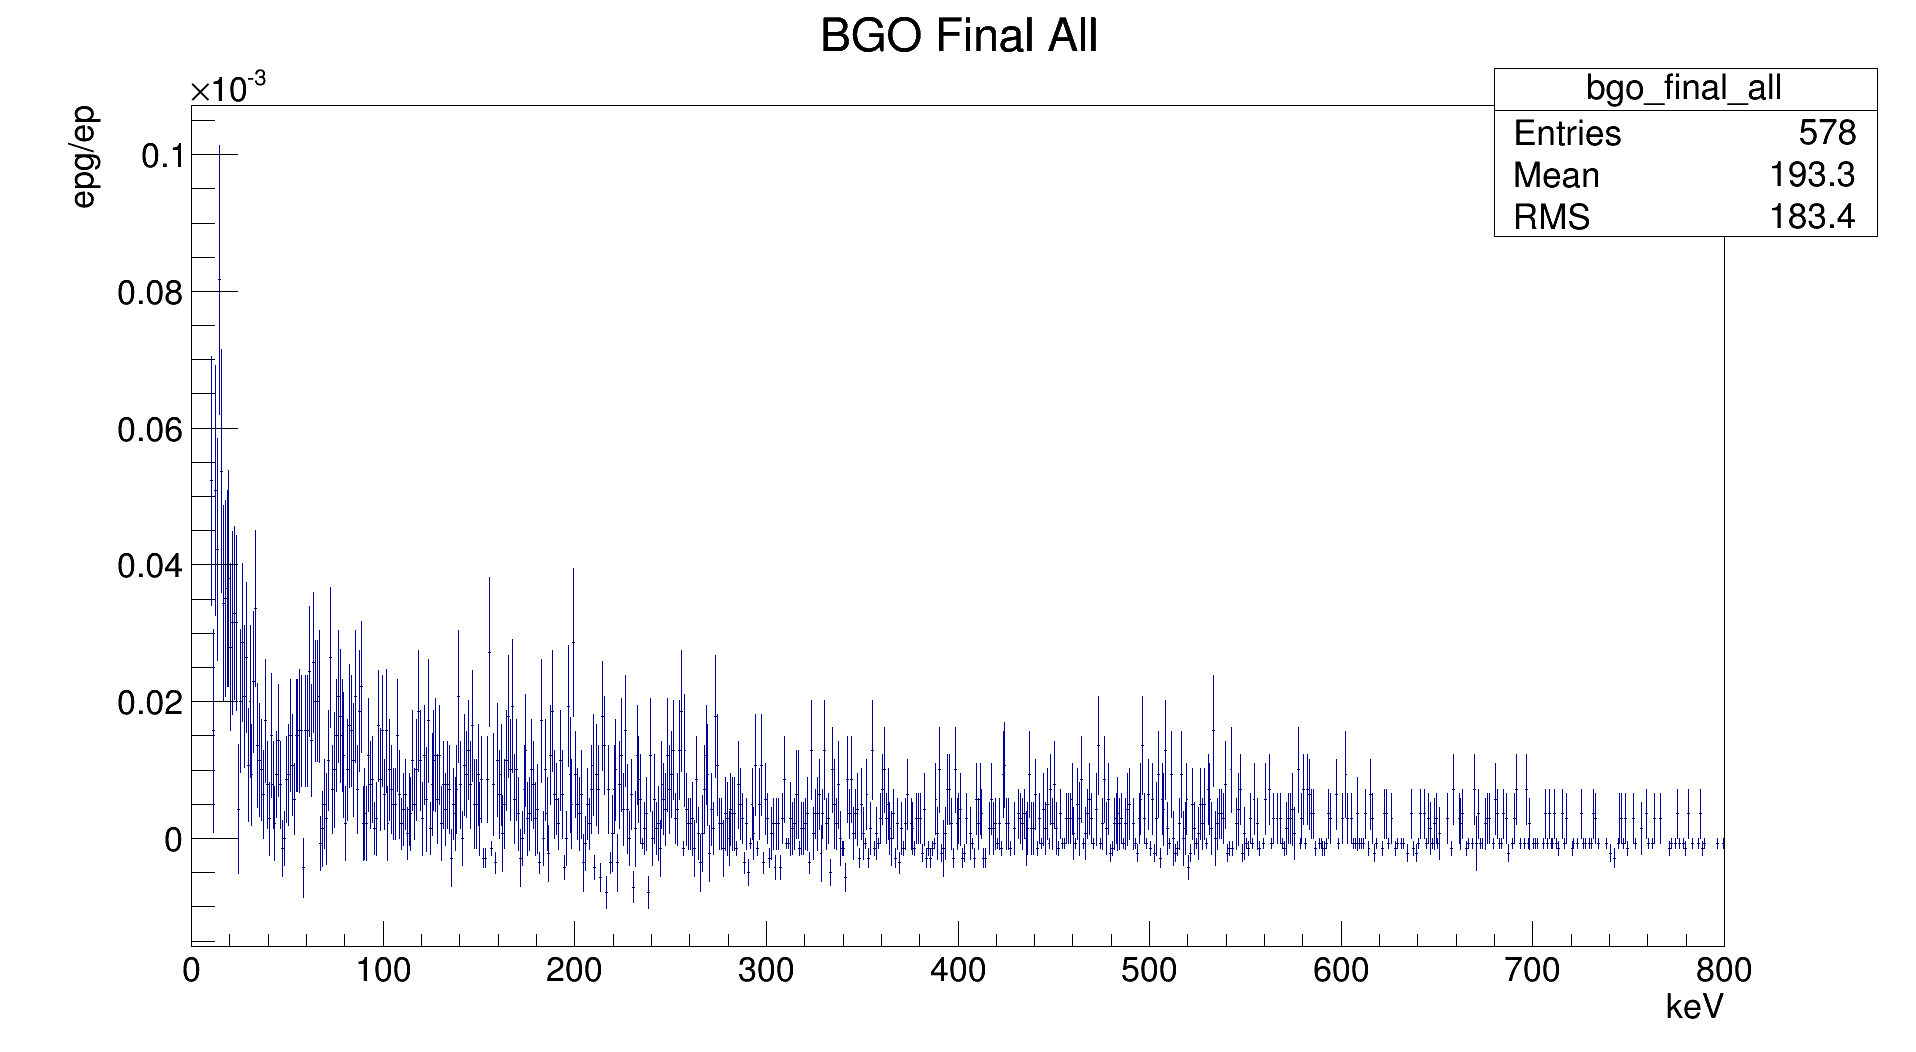 BGO Final All
×10-3
epg/ep
bgo_final_all
Entries 578
Mean 193.3
RMS 183.4
0.1
0.08
0.06
0.04
0.02
0
0 100 200 300 400 500 600 700 800
keV